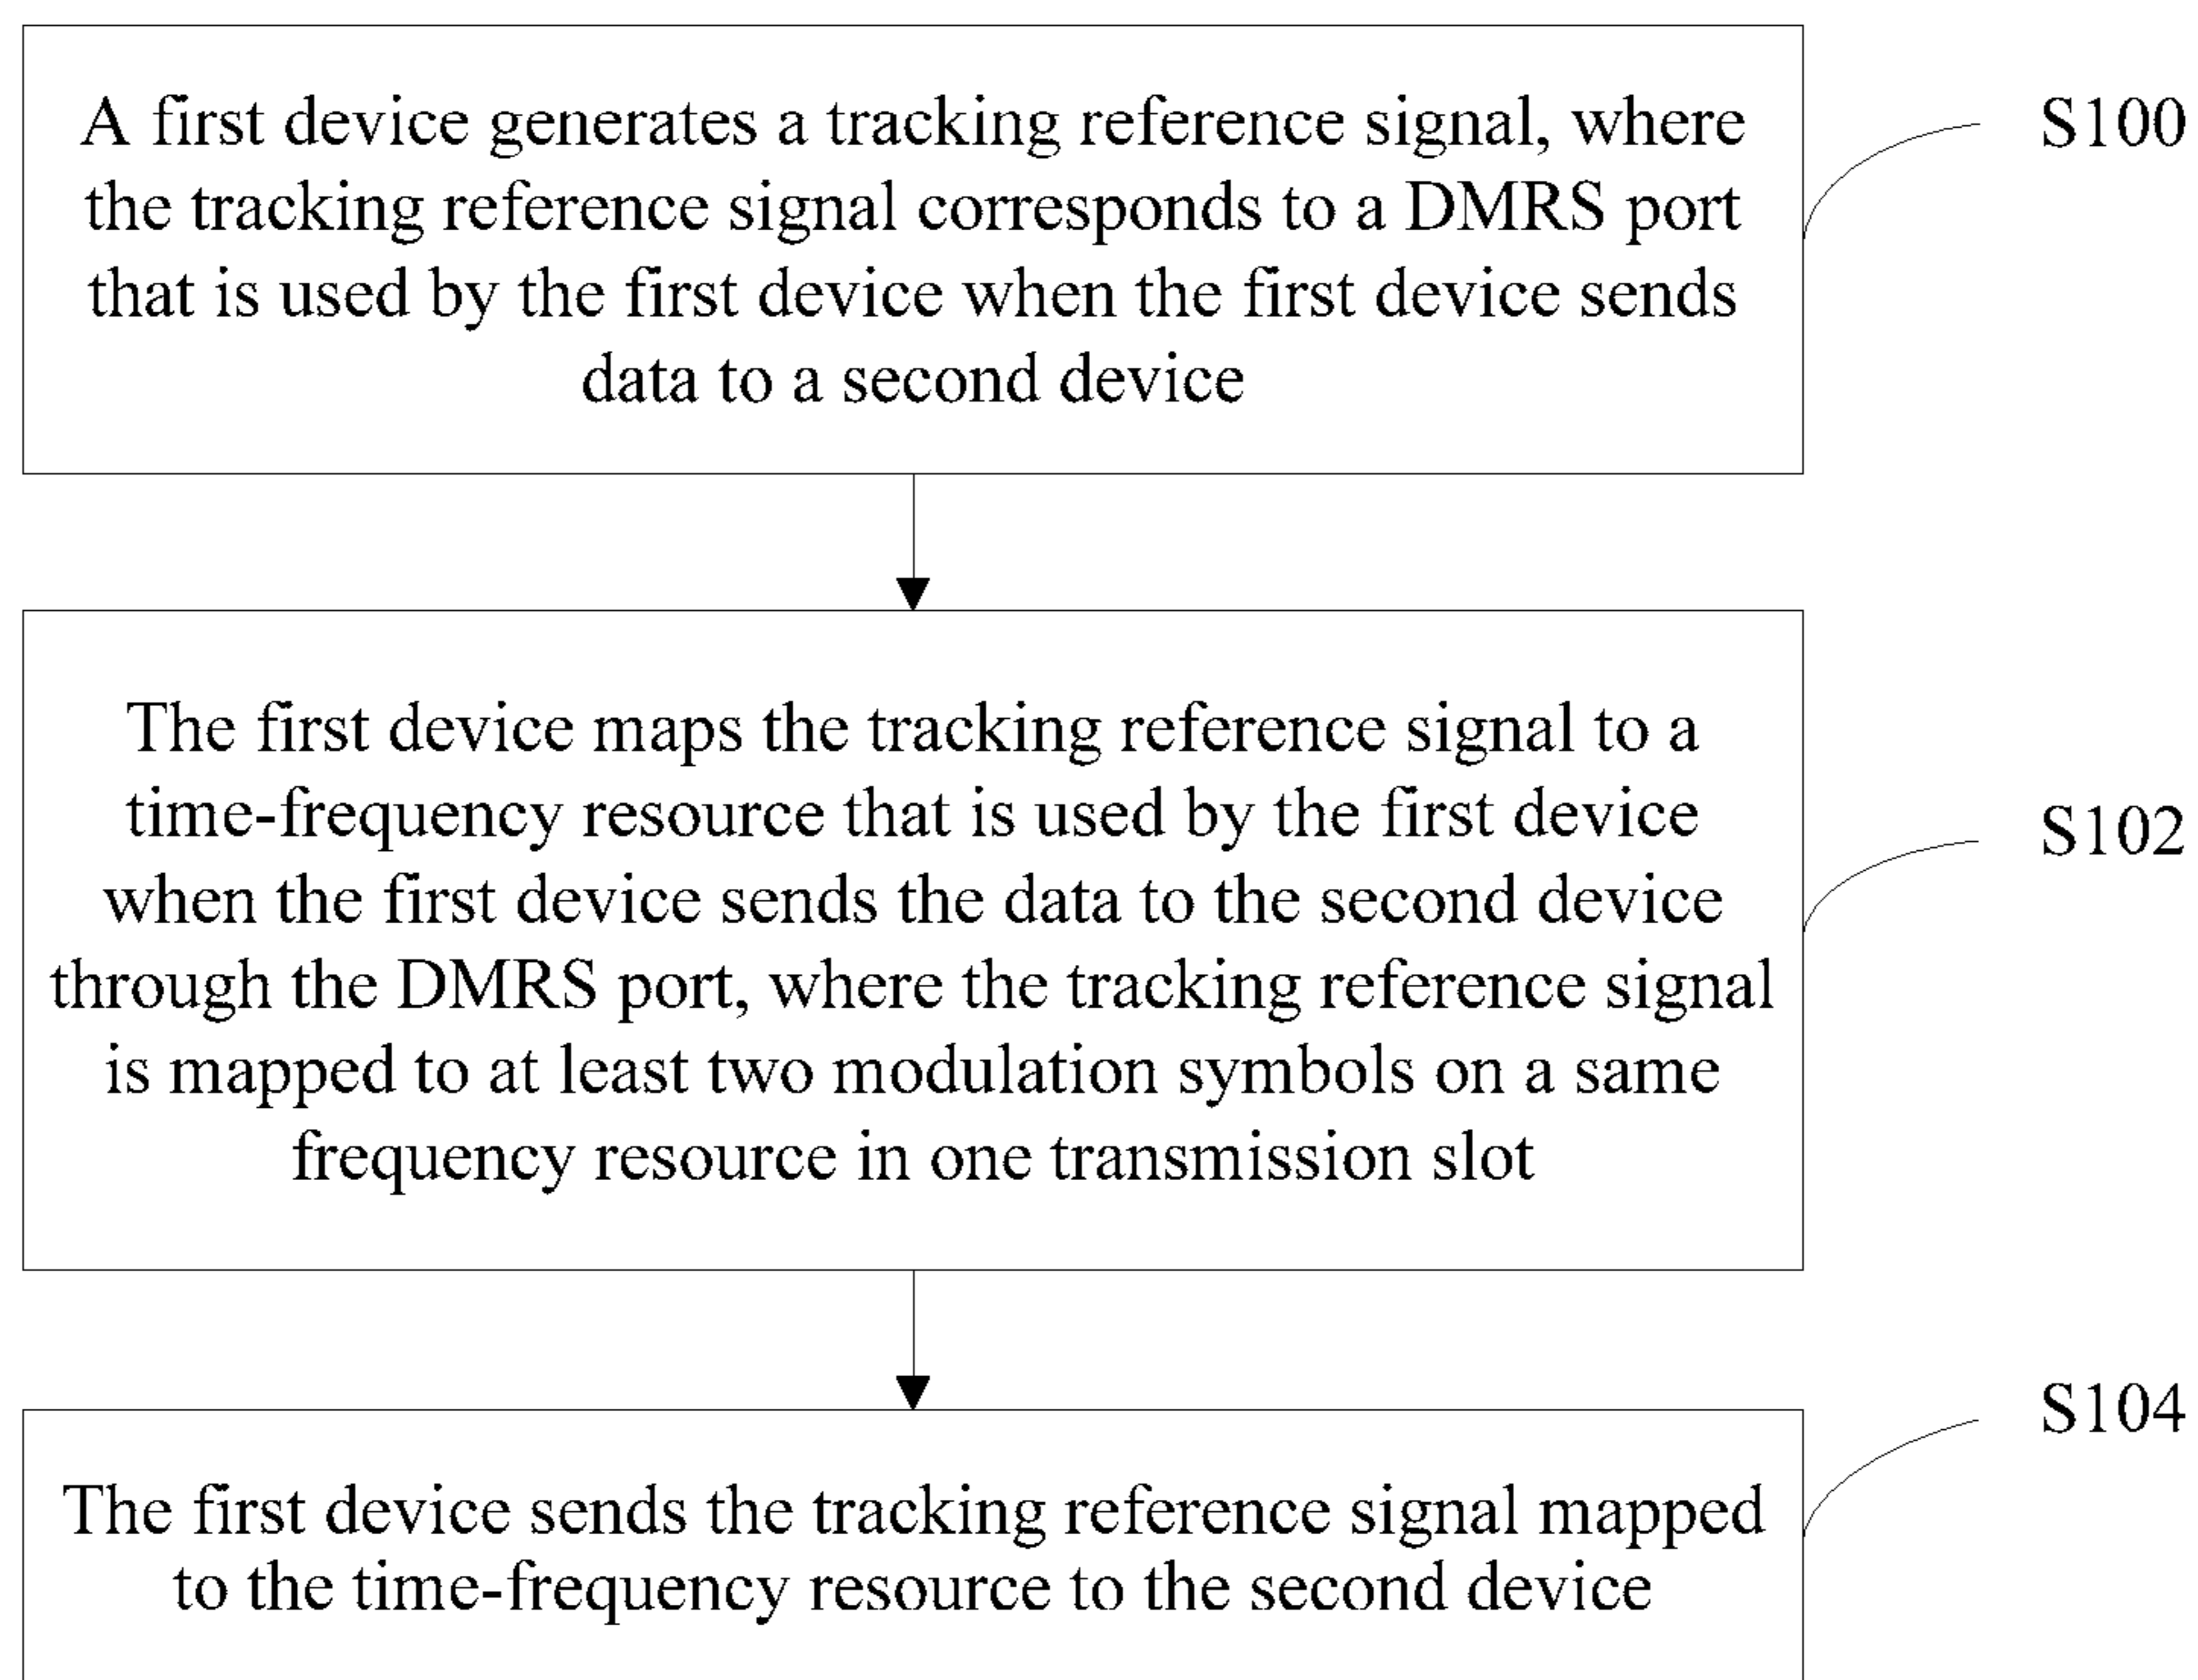 A first device generates a tracking reference signal, where
the tracking reference signal corresponds to a DMRS port
that is used by the first device when the first device sends
data to a second device
S100
The first device maps the tracking reference signal to a
time-frequency resource that is used by the first device
when the first device sends the data to the second device
through the DMRS port, where the tracking reference signal
is mapped to at least two modulation symbols on a same
frequency resource in one transmission slot
S102
The first device sends the tracking reference signal mapped
to the time-frequency resource to the second device
S104